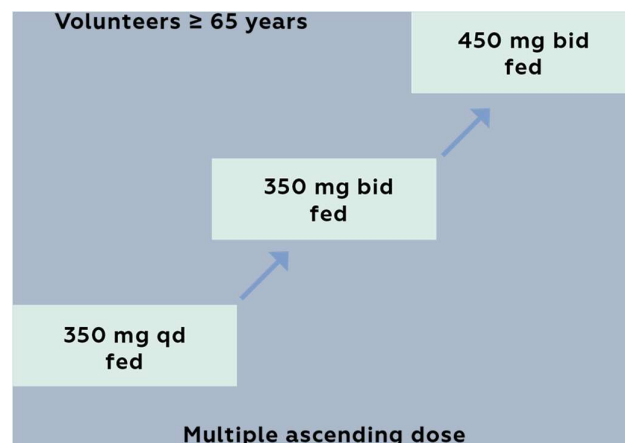 Volunteers ≥ 65 years
450 mg bid
fed
350 mg bid
fed
350 mg qd
fed
Multiple ascending dose